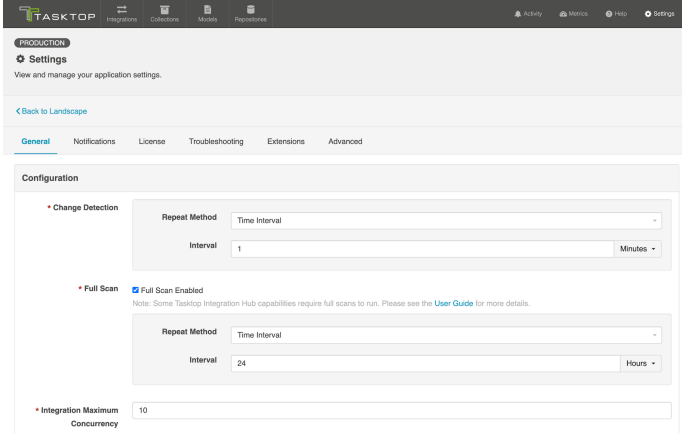 TASKTOP
Integrations
Collections
Models
Repositories
Activity
Metrics
Help
Settings
PRODUCTION
Settings
View and manage your application settings.
Back to Landscape
General
Notifications
License
Troubleshooting
Extensions
Advanced
Configuration
* Change Detection
Repeat Method
Time Interval
Interval
1
Minutes
* Full Scan
Full Scan Enabled
Note: Some Tasktop Integration Hub capabilities require full scans to run. Please see the User Guide for more details.
Repeat Method
Time Interval
Interval
24
Hours
* Integration Maximum
Concurrency
10